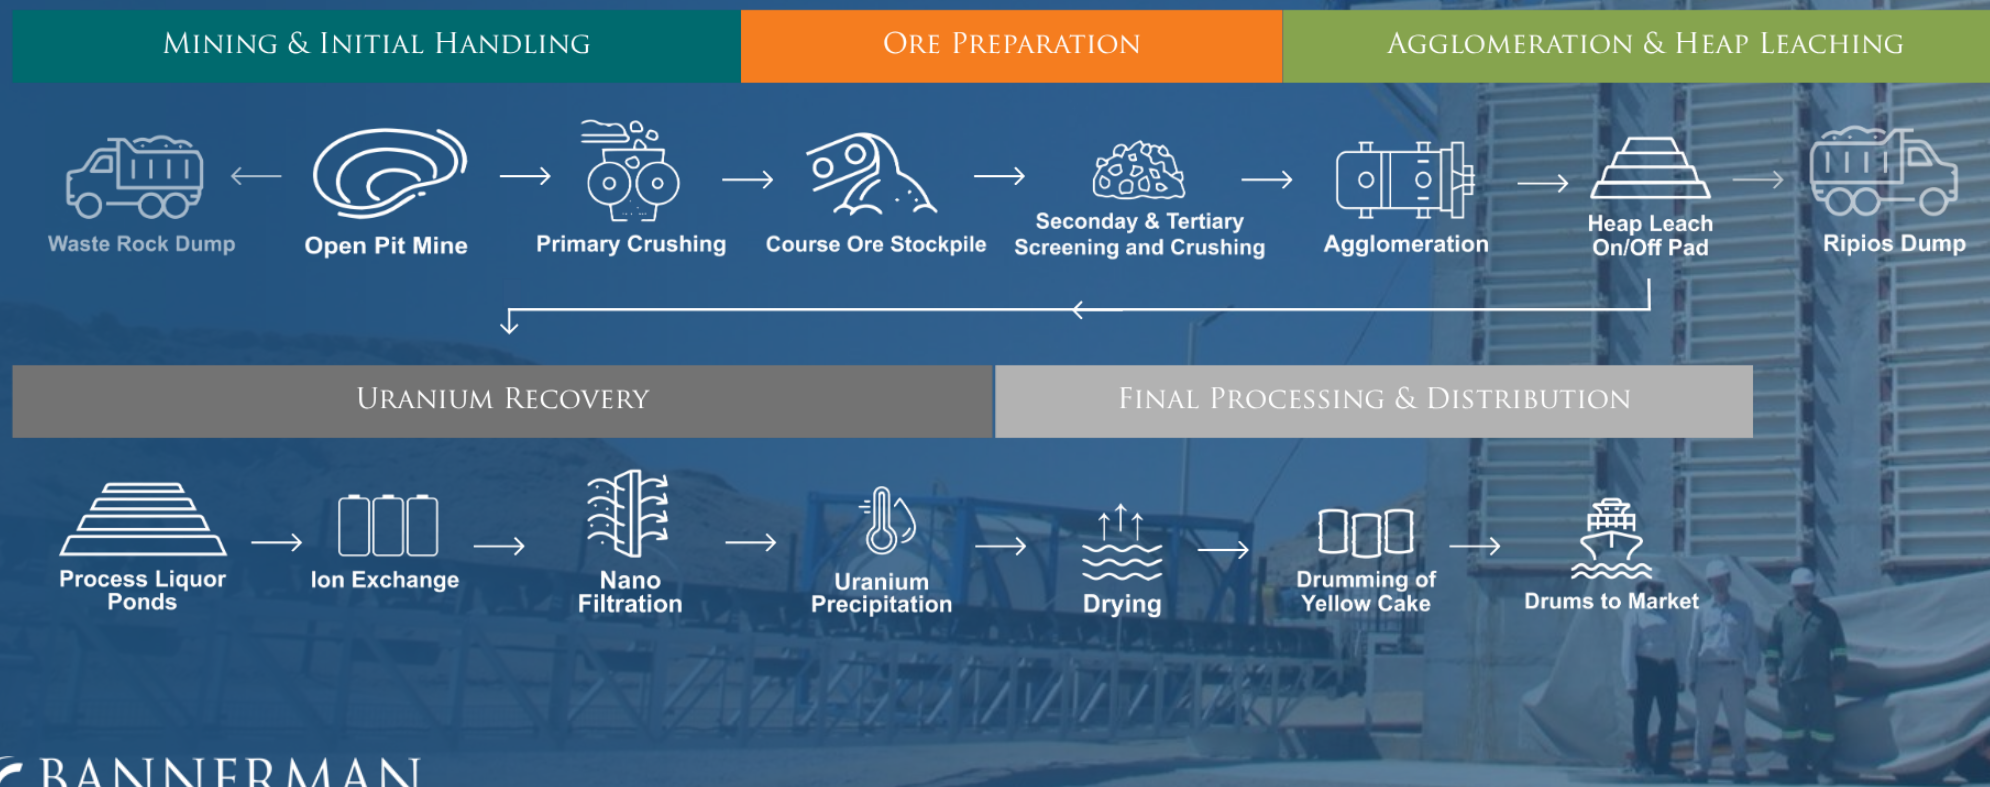 MINING & INITIAL HANDLING
ORE PREPARATION
AGGLOMERATION & HEAP LEACHING
Waste Rock Dump
Open Pit Mine
Primary Crushing
Course Ore Stockpile
Seconday & Tertiary
Screening and Crushing
Agglomeration
Heap Leach
On/Off Pad
Ripios Dump
URANIUM RECOVERY
FINAL PROCESSING & DISTRIBUTION
Process Liquor
Ponds
Ion Exchange
Nano
Filtration
Uranium
Precipitation
Drying
Drumming of
Yellow Cake
Drums to Market
BANNERMAN